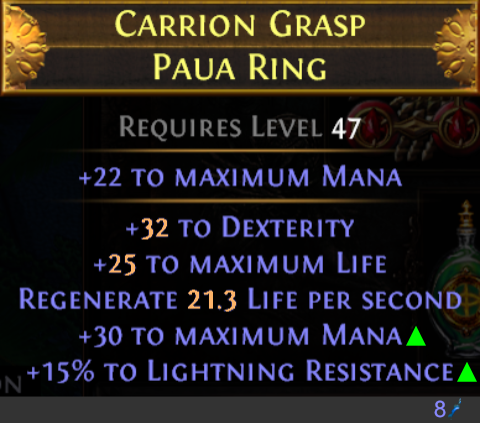 Carrion Grasp
Paua Ring
Requires Level 47
+22 to maximum Mana
+32 to Dexterity
+25 to maximum Life
Regenerate 21.3 Life per second
+30 to maximum Mana
+15% to Lightning Resistance
8